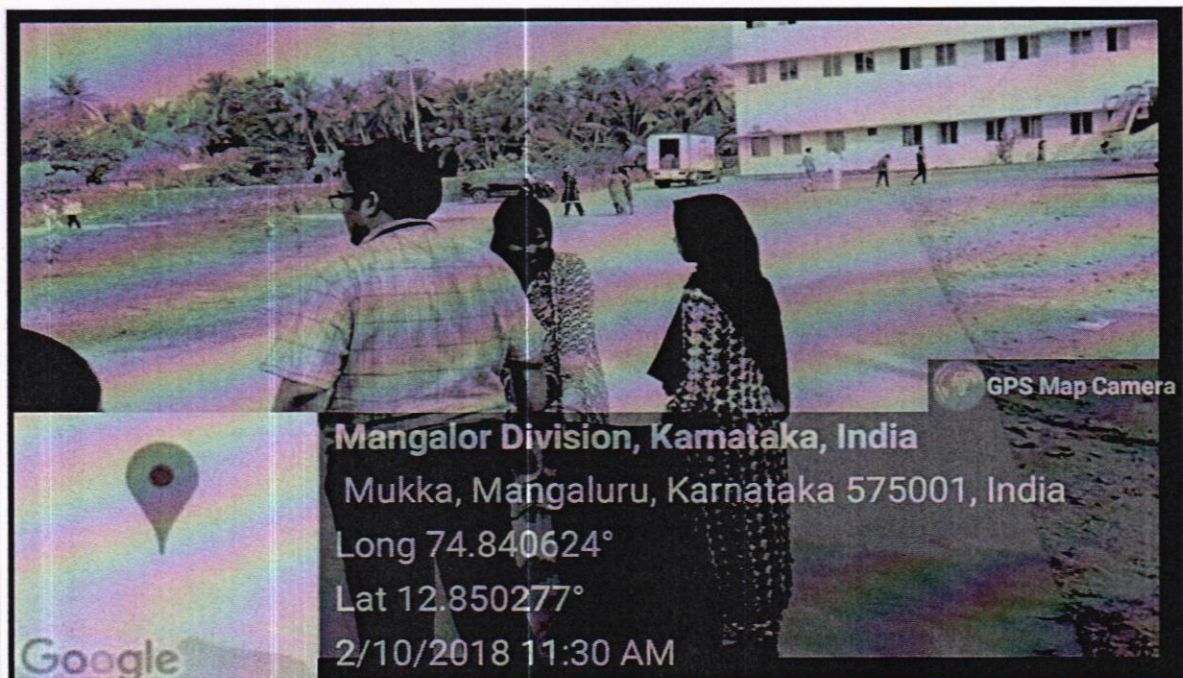 GPS Map Camera
Mangalor Division, Karnataka, India
Mukka, Mangaluru, Karnataka 575001, India
Long 74.840624°
Lat 12.850277°
2/10/2018 11:30 AM
Google